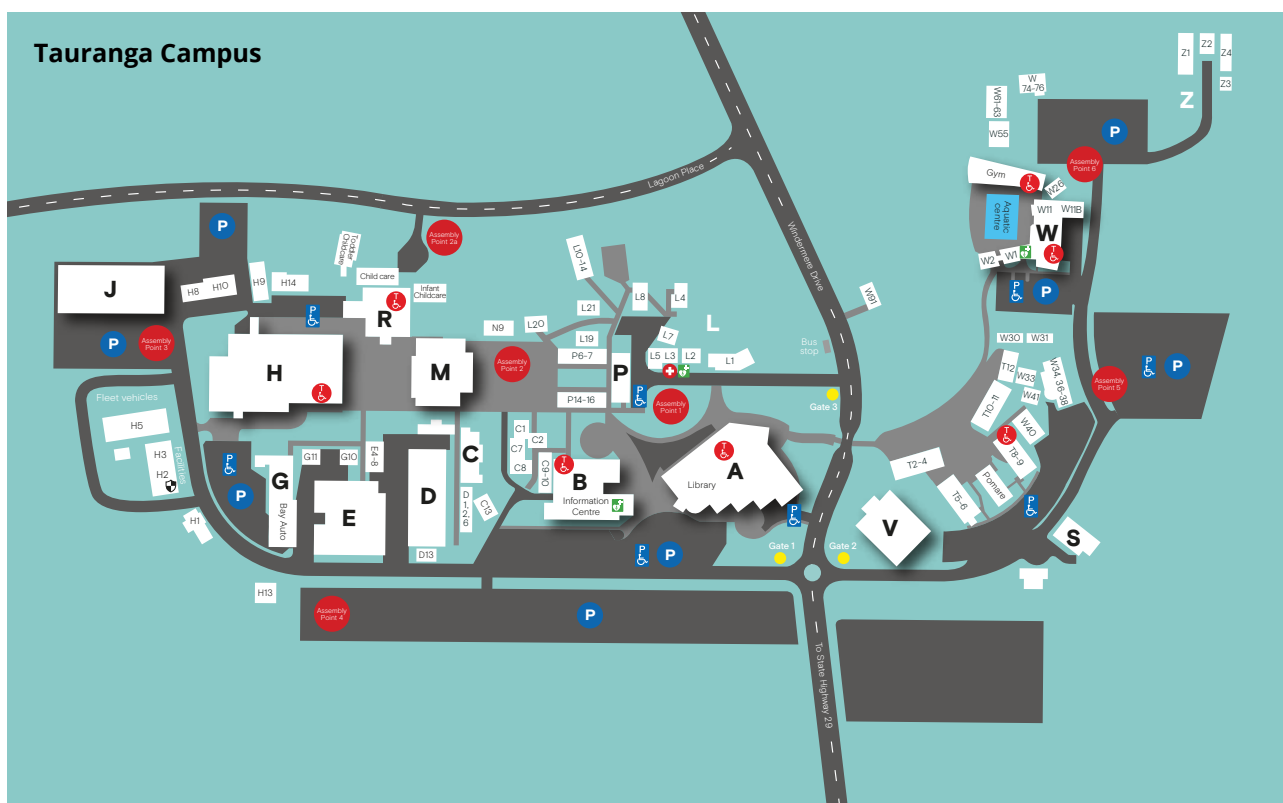 Tauranga Campus
Z1
Z2
Z4
Z3
Z
W
74-76
W61-63
W55
P
Assembly
Point 6
Gym
T
W26
Aquatic
centre
W11
W11B
W
T
W2
W1
P
P
Lagoon Place
Windermere Drive
P
Assembly
Point 2a
Toddler
Childcare
Child care
Infant
Childcare
J
H8
H10
H9
H14
P
R
T
P
Assembly
Point 3
L10-14
L21
L20
N9
L19
L8
L4
L
L7
L5
L3
L2
L1
W91
Bus
stop
Gate 3
H
T
M
Assembly
Point 2
P6-7
P14-16
P
P
Assembly
Point 1
W30
W31
T12
W33
W34, 36-38
W41
T10-11
W40
T
T8-9
T2-4
Pomare
T5-6
P
Assembly
Point 5
P
P
Fleet vehicles
H5
H3
H2
Facilities
H1
H13
P
P
G
Bay Auto
G11
G10
E4-8
E
D
D13
C
D
1,
2,
6
C13
C1
C2
C7
C8
C9-10
T
B
Information
Centre
T
A
Library
P
P
P
Gate 1
Gate 2
V
S
Assembly
Point 4
P
To State Highway 29